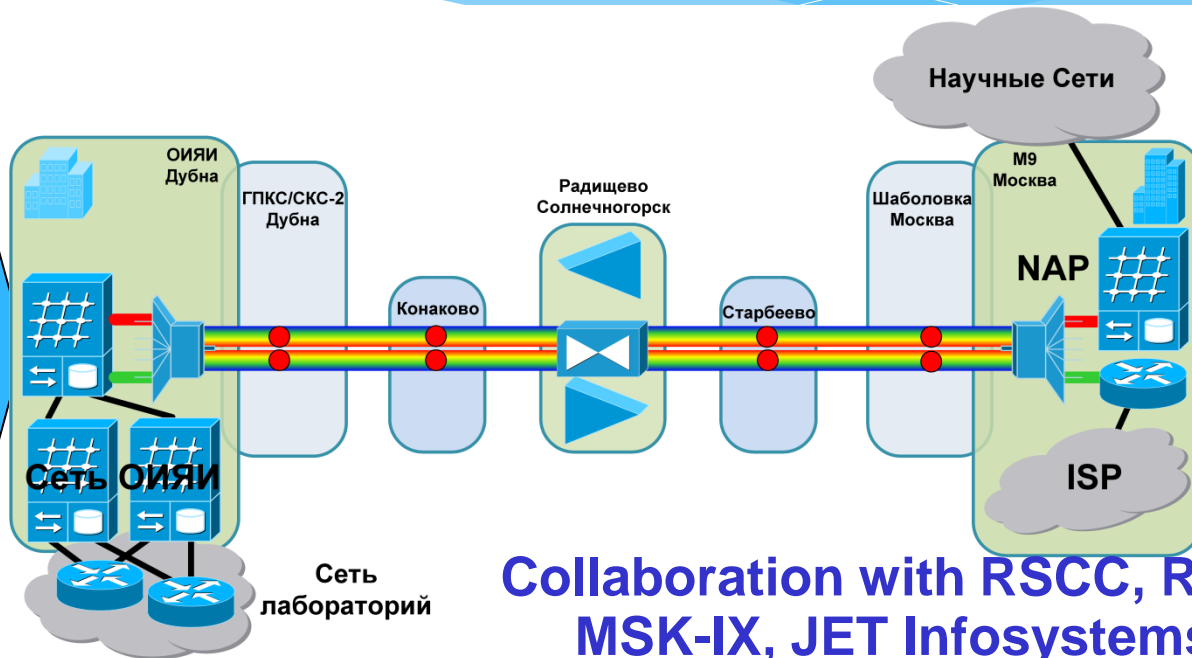 Научные Сети
ОИЯИ
Дубна
ГПКС/СКС-2
Дубна
Конаково
Радищево
Солнечногорск
Старбеево
Шаболовка
Москва
М9
Москва
NAP
ISP
Сеть ОИЯИ
Сеть
лабораторий
Collaboration with RSCC, R
MSK-IX, JET Infosystems